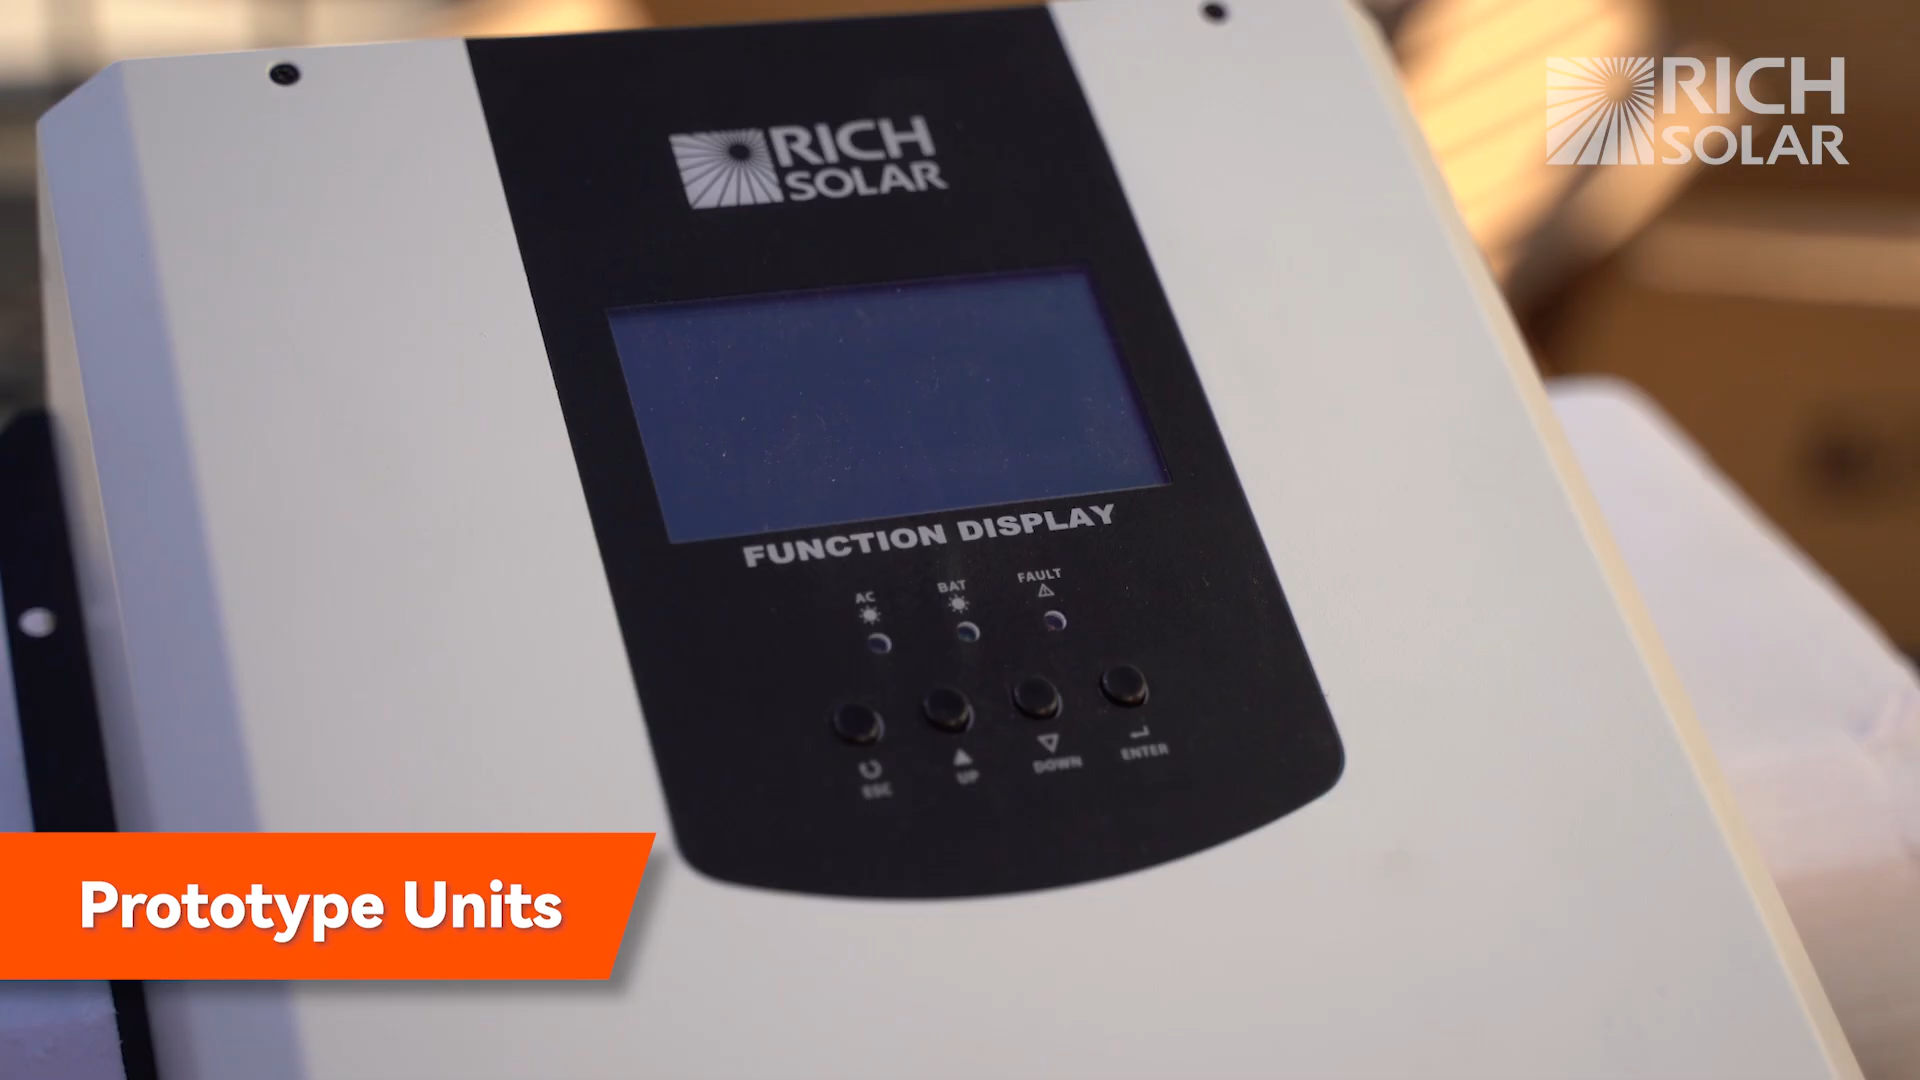 RICH
SOLAR
RICH
SOLAR
FUNCTION DISPLAY
AC
BAT
FAULT
ESC
UP
DOWN
ENTER
Prototype Units